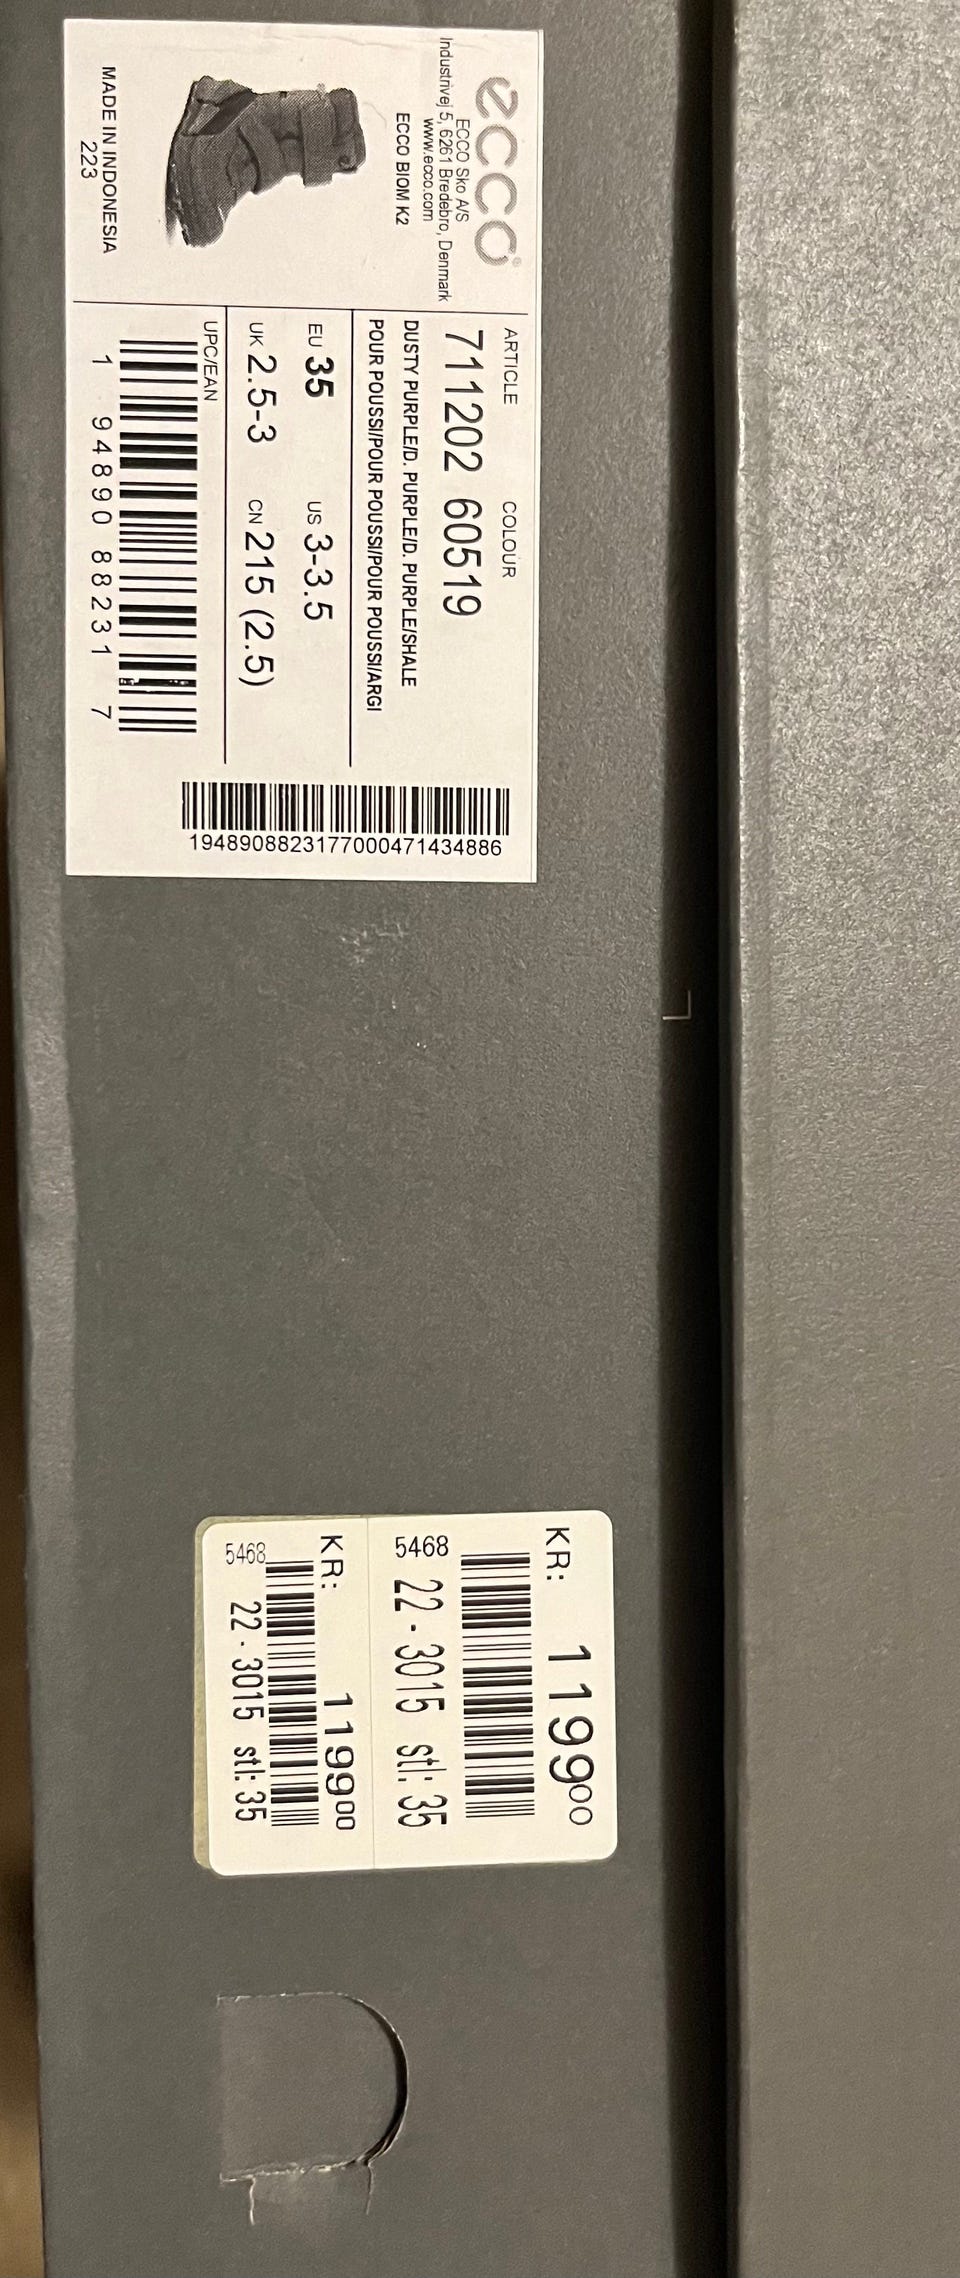 ecco
ECCO Sko A/S
Industrivej 5, 6261 Bredebro, Denmark
www.ecco.com
ECCO BIOM K2
MADE IN INDONESIA
223
ARTICLE COLOUR
711202 60519
DUSTY PURPLE/D. PURPLE/D. PURPLE/SHALE
POUR POUSSI/POUR POUSSI/POUR POUSSI/ARGI
EU 35 US 3-3.5
UK 2.5-3 CN 215 (2.5)
UPC/EAN
1 94890 88231 7
1948908823177000471434886
KR: 119900
5468 22 - 3015 stl: 35
KR: 119900
5468 22 - 3015 stl: 35